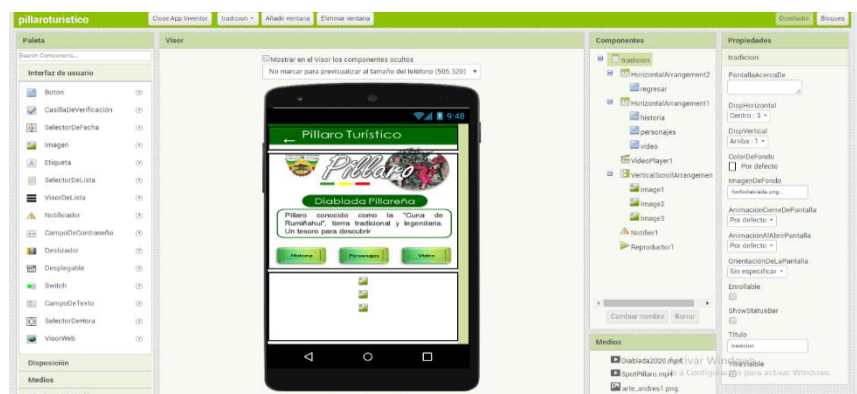 pillaroturistico
Close App Inventor
tradicion
Añadir ventana
Eliminar ventana
Diseñador
Bloques
Paleta
Search Components...
Interfaz de usuario
Botón
CasillaDeVerificación
SelectorDeFecha
Imagen
Etiqueta
SelectorDeLista
VisorDeLista
Notificador
CampoDeContraseña
Deslizador
Desplegable
Switch
CampoDeTexto
SelectorDeHora
VisorWeb
Disposición
Medios
Visor
Mostrar en el Visor los componentes ocultos
No marcar para previsualizar al tamaño del teléfono (505,320)
9:48
← Pillaro Turístico
Pillaro
Diablada Pillareña
Pillaro conocido como la "Cuna de
Rumiñahui", tierra tradicional y legendaria.
Un tesoro para descubrir
Historia
Personajes
Video
Componentes
tradicion
HorizontalArrangement2
regresar
HorizontalArrangement1
historia
personajes
video
VideoPlayer1
VerticalScrollArrangemen
Image1
Image2
Image3
Notifier1
Reproductor1
Cambiar nombre
Borrar
Medios
Diablada2020.mp4
SpotPillaro.mp4
arte_andres1.png
Propiedades
tradicion
PantallaAcercaDe
DispHorizontal
Centro : 3
DispVertical
Arriba : 1
ColorDeFondo
Por defecto
ImagenDeFondo
AnimaciónCierreDePantalla
Por defecto
AnimaciónAlAbrirPantalla
Por defecto
OrientaciónDeLaPantalla
Sin especificar
Enrollable
ShowStatusBar
Título
tradicion
TitleVisible
para activar Windows.